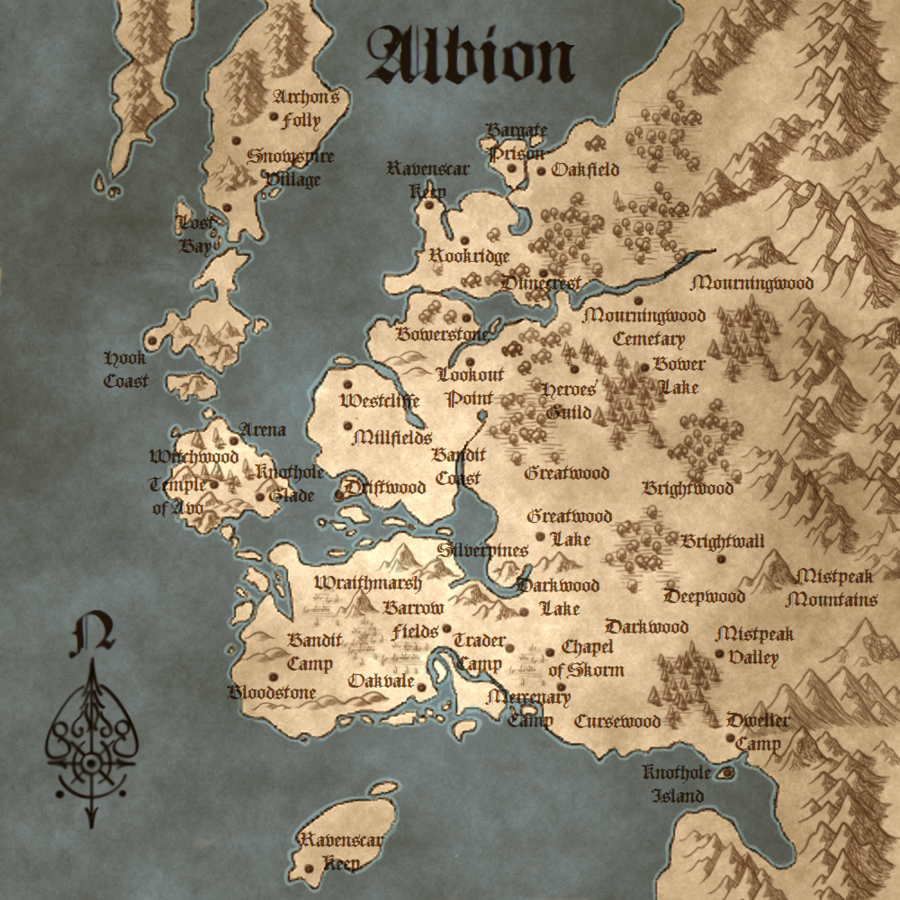 Albion
Archon's
Folly
Snowspire
Village
Bargate
Prison
Oakfield
Ravenscar
Keep
Lost
Bay
Rookridge
Dunecrest
Mourningwood
Mourningwood
Cemetary
Bowerstone
Hook
Coast
Lookout
Point
Heroes'
Guild
Bower
Lake
Westcliffe
Millfields
Arena
Witchwood
Knothole
Glade
Temple
of Avo
Driftwood
Bandit
Coast
Greatwood
Brightwood
Greatwood
Lake
Silverpines
Brightwall
Wraithmarsh
Darkwood
Lake
Deepwood
Mistpeak
Mountains
Barrow
Fields
Bandit
Camp
Trader
Camp
Chapel
of Skorm
Darkwood
Mistpeak
Valley
Bloodstone
Oakvale
Mercenary
Camp
Cursewood
Dweller
Camp
Knothole
Island
Ravenscar
Keep
N